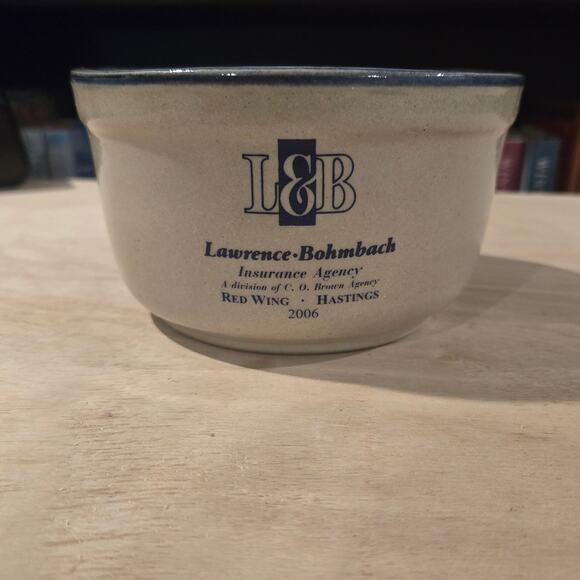 L&B
Lawrence·Bohmbach
Insurance Agency
A division of C. O. Brown Agency
RED WING · HASTINGS
2006